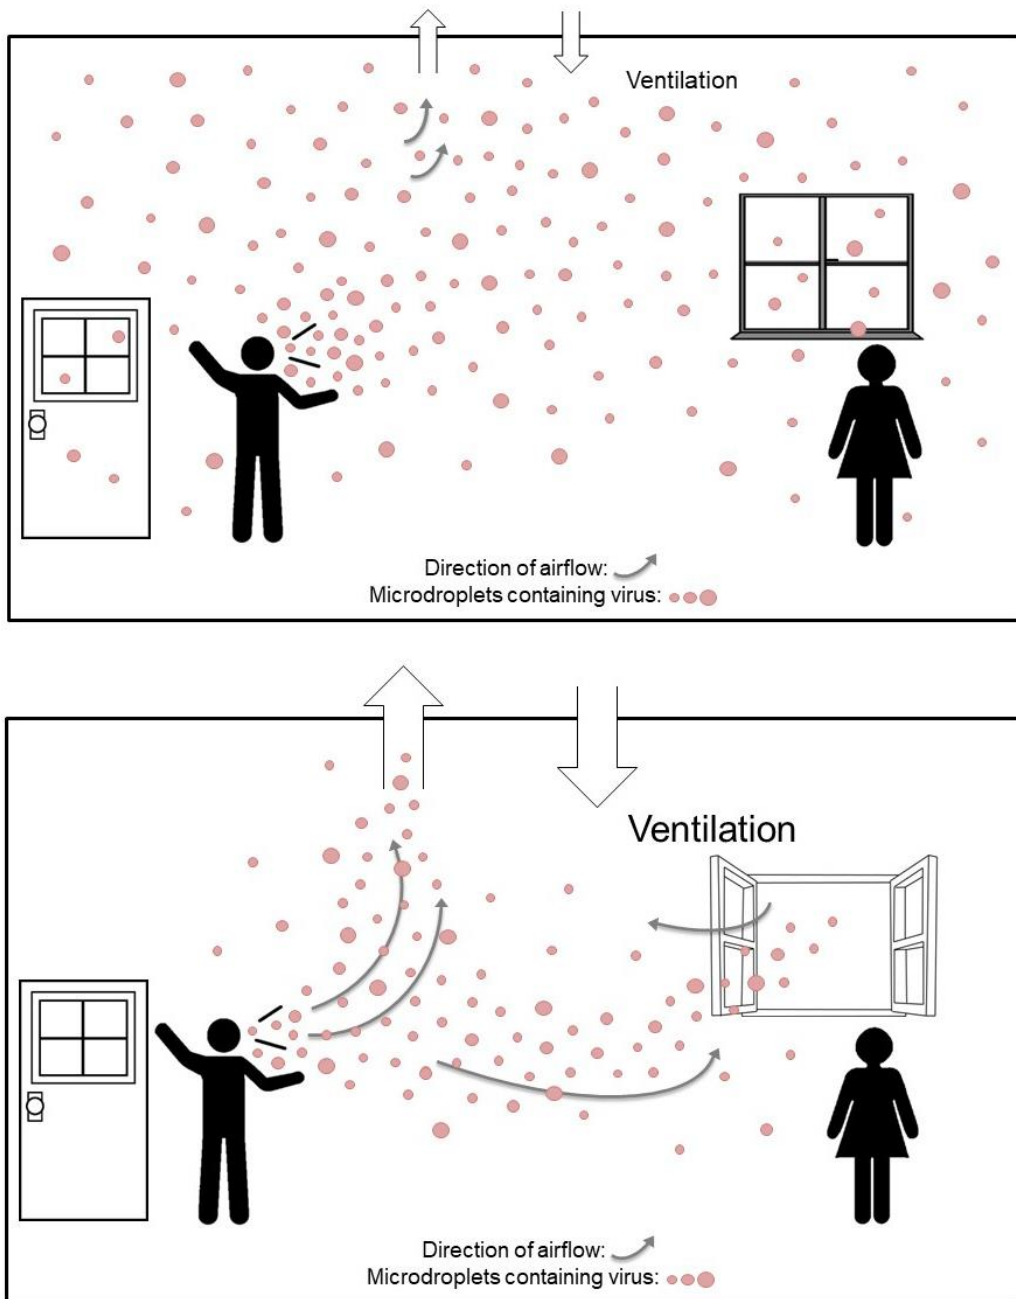 Ventilation
Direction of airflow:
Microdroplets containing virus:
Ventilation
Direction of airflow:
Microdroplets containing virus: